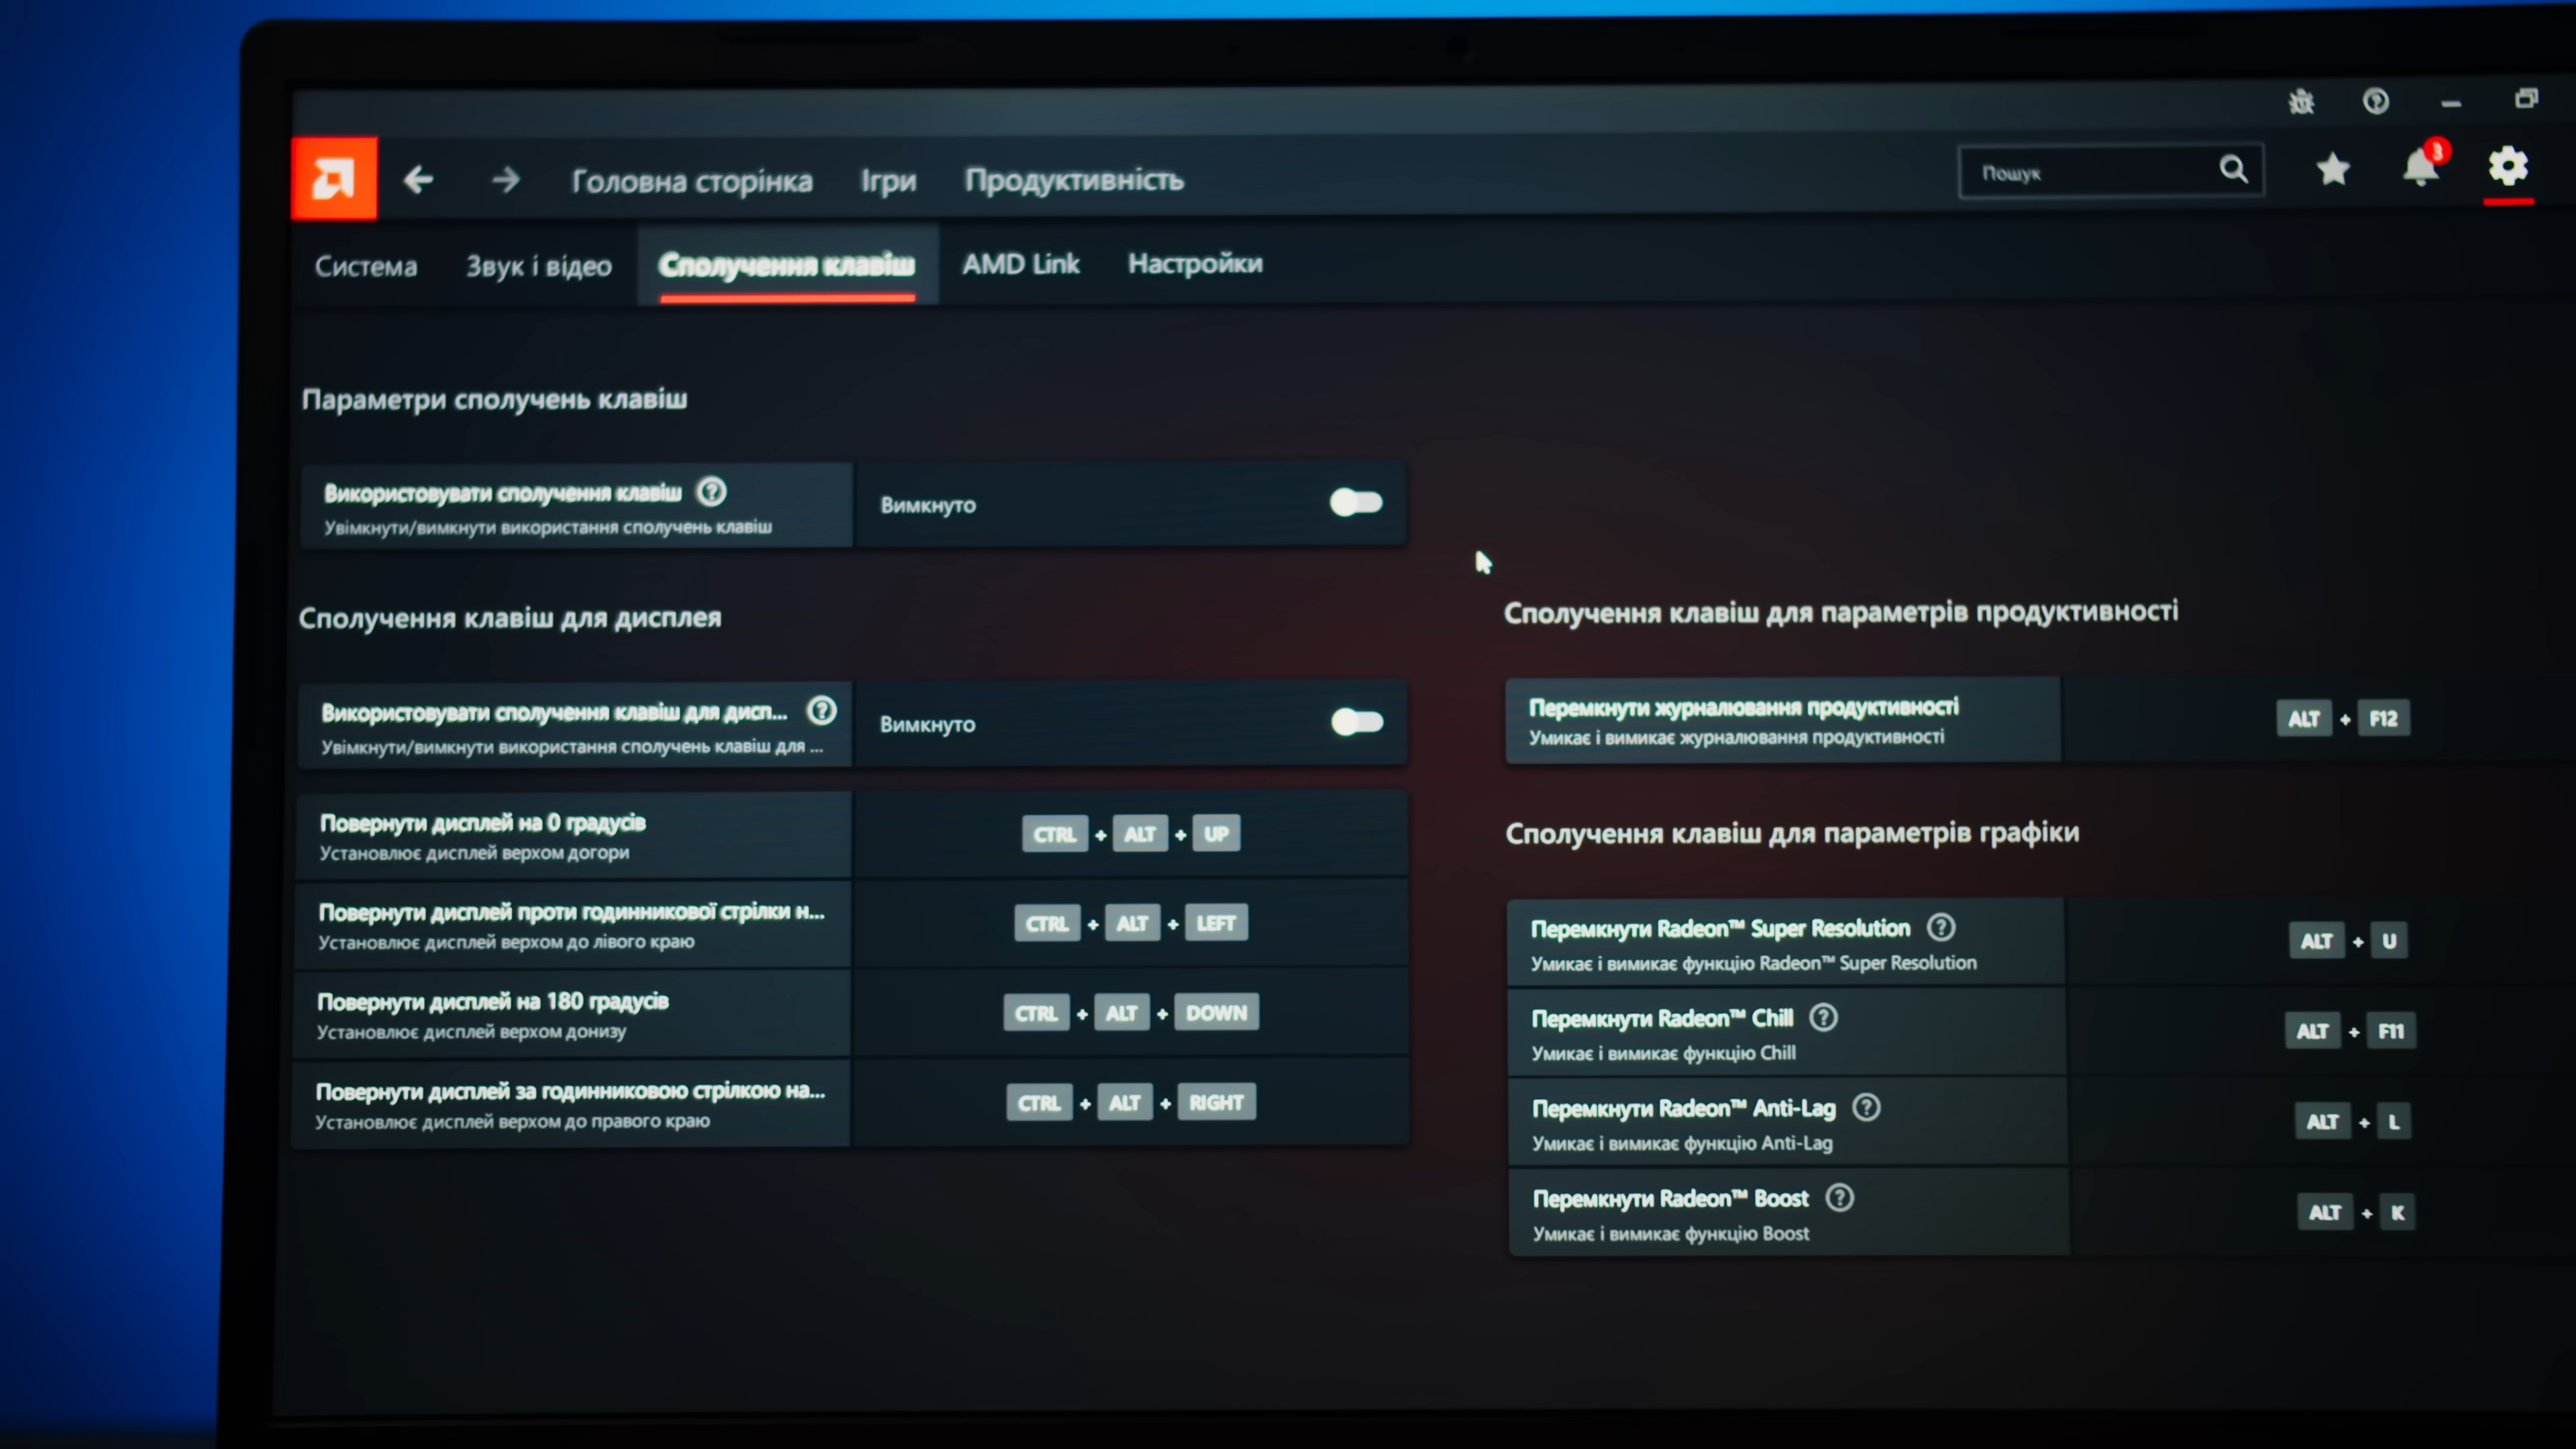 Головна сторінка Ігри Продуктивність Пошук 3
Система Звук і відео Сполучення клавіш AMD Link Настройки
Параметри сполучень клавіш
Використовувати сполучення клавіш ?
Увімкнути/вимкнути використання сполучень клавіш
Вимкнуто
Сполучення клавіш для дисплея
Використовувати сполучення клавіш для дисп... ?
Увімкнути/вимкнути використання сполучень клавіш для ...
Вимкнуто
Повернути дисплей на 0 градусів
Установлює дисплей верхом догори
CTRL + ALT + UP
Повернути дисплей проти годинникової стрілки н...
Установлює дисплей верхом до лівого краю
CTRL + ALT + LEFT
Повернути дисплей на 180 градусів
Установлює дисплей верхом донизу
CTRL + ALT + DOWN
Повернути дисплей за годинниковою стрілкою на...
Установлює дисплей верхом до правого краю
CTRL + ALT + RIGHT
Сполучення клавіш для параметрів продуктивності
Перемкнути журналювання продуктивності
Умикає і вимикає журналювання продуктивності
ALT + F12
Сполучення клавіш для параметрів графіки
Перемкнути Radeon™ Super Resolution ?
Умикає і вимикає функцію Radeon™ Super Resolution
ALT + U
Перемкнути Radeon™ Chill ?
Умикає і вимикає функцію Chill
ALT + F11
Перемкнути Radeon™ Anti-Lag ?
Умикає і вимикає функцію Anti-Lag
ALT + L
Перемкнути Radeon™ Boost ?
Умикає і вимикає функцію Boost
ALT + K